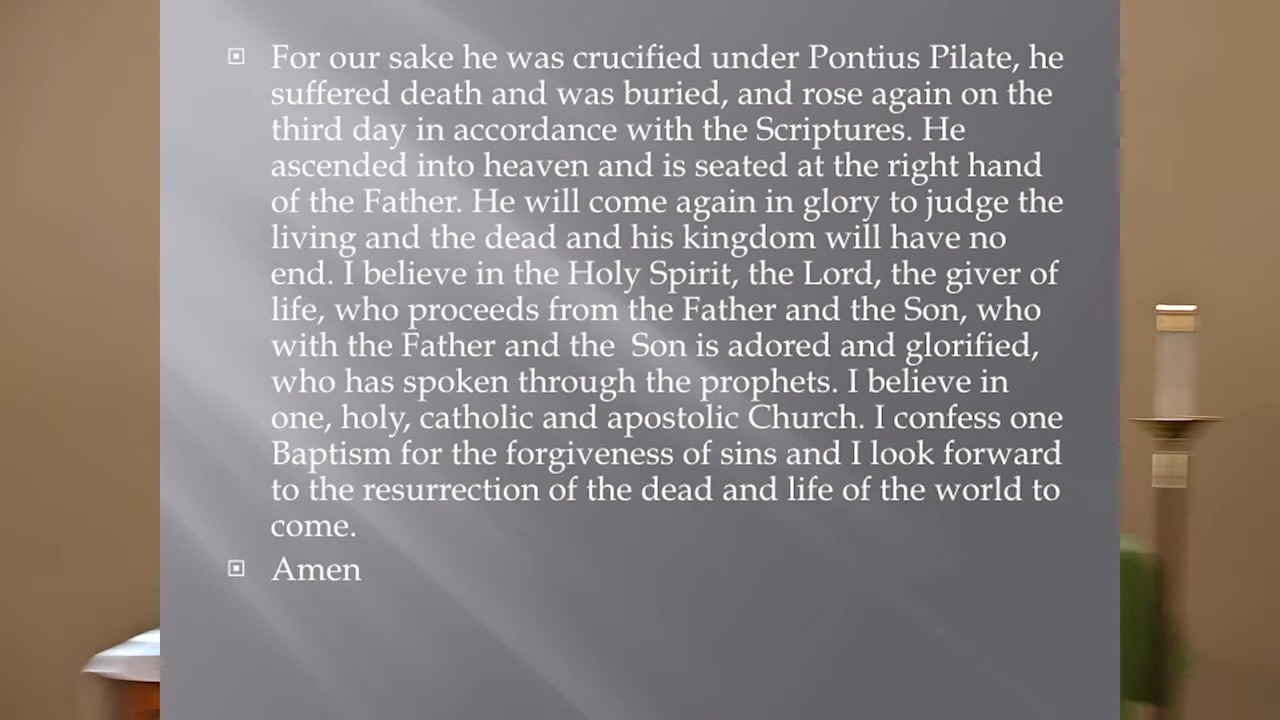 For our sake he was crucified under Pontius Pilate, he
suffered death and was buried, and rose again on the
third day in accordance with the Scriptures. He
ascended into heaven and is seated at the right hand
of the Father. He will come again in glory to judge the
living and the dead and his kingdom will have no
end. I believe in the Holy Spirit, the Lord, the giver of
life, who proceeds from the Father and the Son, who
with the Father and the  Son is adored and glorified,
who has spoken through the prophets. I believe in
one, holy, catholic and apostolic Church. I confess one
Baptism for the forgiveness of sins and I look forward
to the resurrection of the dead and life of the world to
come.
Amen